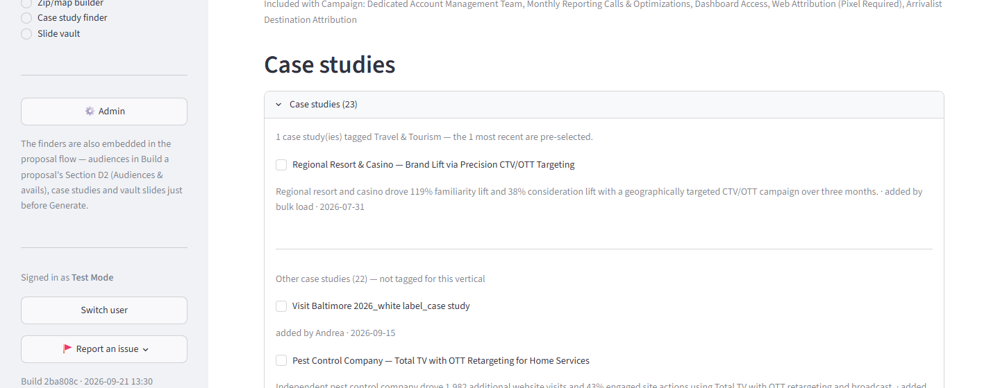 Zip/map builder
Case study finder
Slide vault
Admin
The finders are also embedded in the
proposal flow — audiences in Build a
proposal's Section D2 (Audiences &
avails), case studies and vault slides just
before Generate.
Signed in as Test Mode
Switch user
Report an issue
Build 2ba808c · 2026-09-21 13:30
Included with Campaign: Dedicated Account Management Team, Monthly Reporting Calls & Optimizations, Dashboard Access, Web Attribution (Pixel Required), Arrivalist
Destination Attribution
Case studies
Case studies (23)
1 case study(ies) tagged Travel & Tourism — the 1 most recent are pre-selected.
Regional Resort & Casino — Brand Lift via Precision CTV/OTT Targeting
Regional resort and casino drove 119% familiarity lift and 38% consideration lift with a geographically targeted CTV/OTT campaign over three months. · added by
bulk load · 2026-07-31
Other case studies (22) — not tagged for this vertical
Visit Baltimore 2026_white label_case study
added by Andrea · 2026-09-15
Pest Control Company — Total TV with OTT Retargeting for Home Services
Independent pest control company drove 1,982 additional website visits and 43% engaged site actions using Total TV with OTT retargeting and broadcast. · added